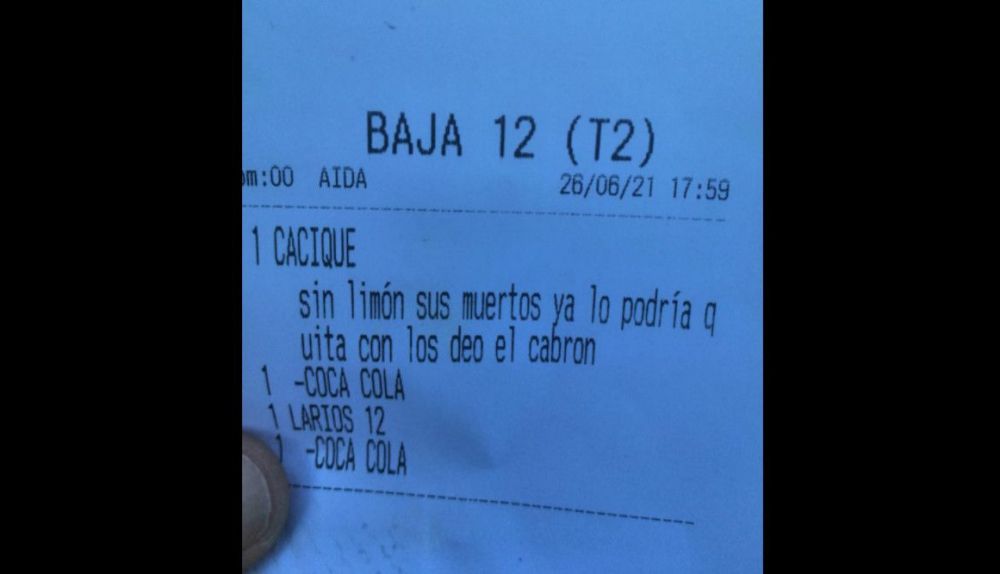 BAJA 12 (T2)
om:00 AIDA 26/06/21 17:59
1 CACIQUE
sin limón sus muertos ya lo podría q
uita con los deo el cabron
1 -COCA COLA
1 LARIOS 12
1 -COCA COLA